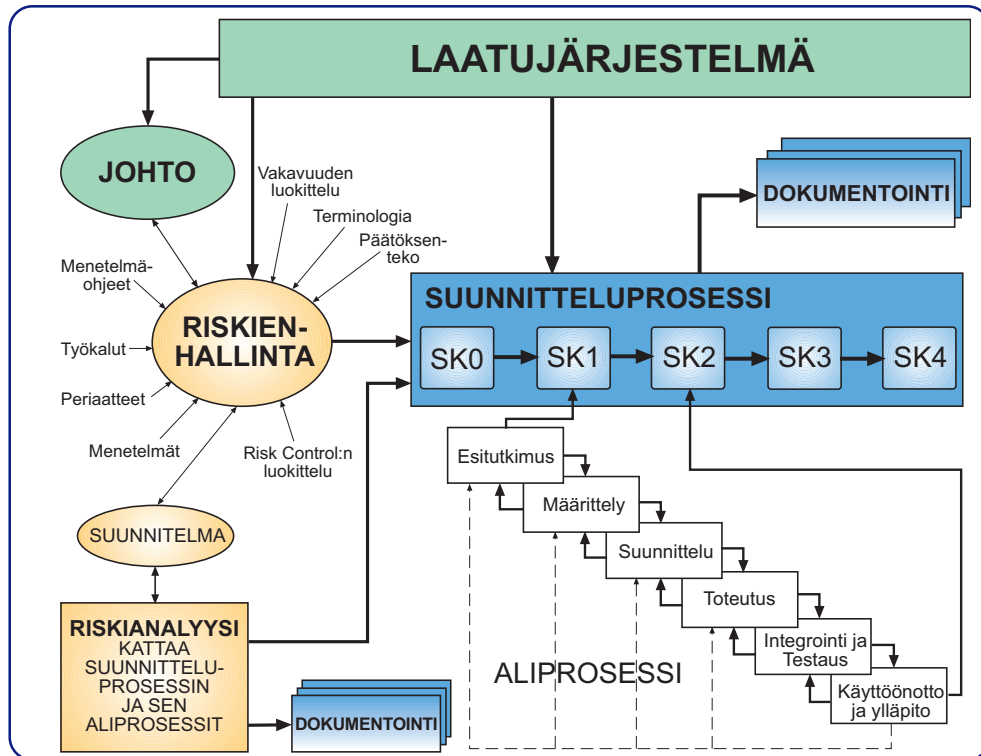 LAATUJÄRJESTELMÄ
JOHTO
Vakavuuden
luokittelu
Terminologia
Päätöksen-
teko
DOKUMENTOINTI
Menetelmä-
ohjeet
RISKIEN-
HALLINTA
Työkalut
Periaatteet
Menetelmät
Risk Control:n
luokittelu
SUUNNITTELUPROSESSI
SK0
SK1
SK2
SK3
SK4
Esitutkimus
Määrittely
Suunnittelu
Toteutus
Integrointi ja
Testaus
Käyttöönotto
ja ylläpito
ALIPROSESSI
SUUNNITELMA
RISKIANALYYSI
KATTAA
SUUNNITTELU-
PROSESSIN
JA SEN
ALIPROSESSIT
DOKUMENTOINTI